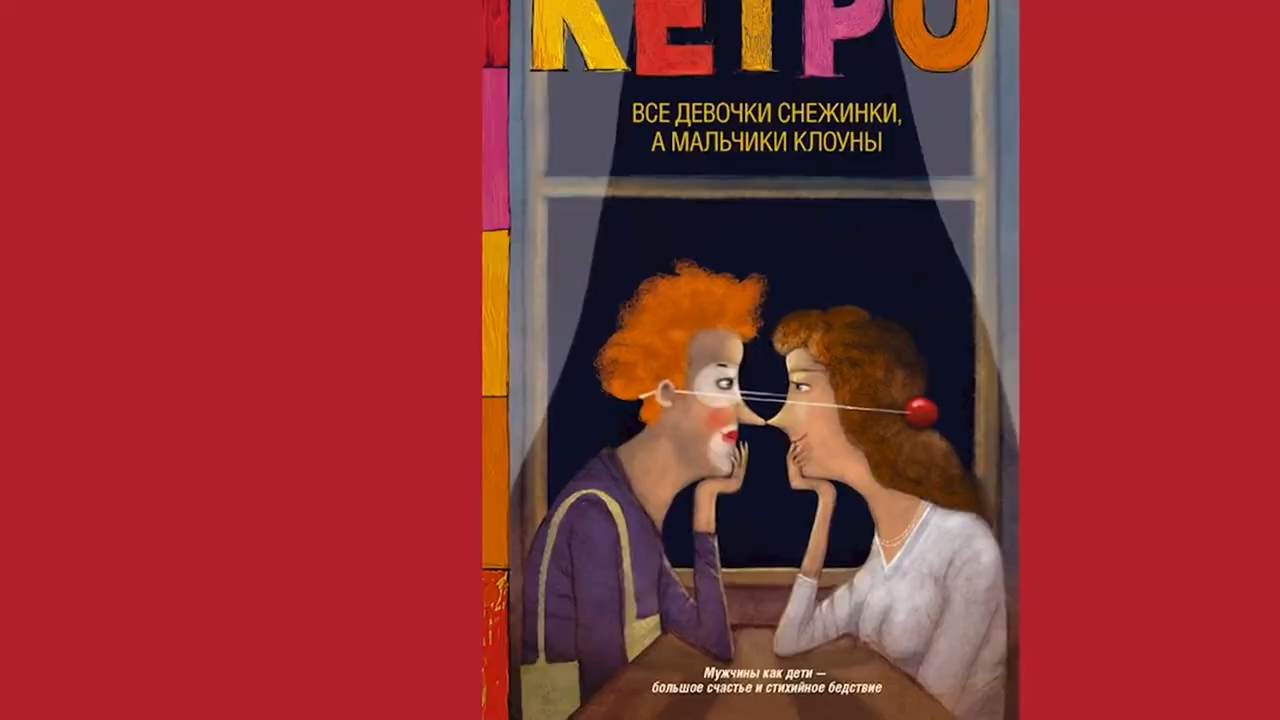 КЕТРО
ВСЕ ДЕВОЧКИ СНЕЖИНКИ,
А МАЛЬЧИКИ КЛОУНЫ
Мужчины как дети —
большое счастье и стихийное бедствие